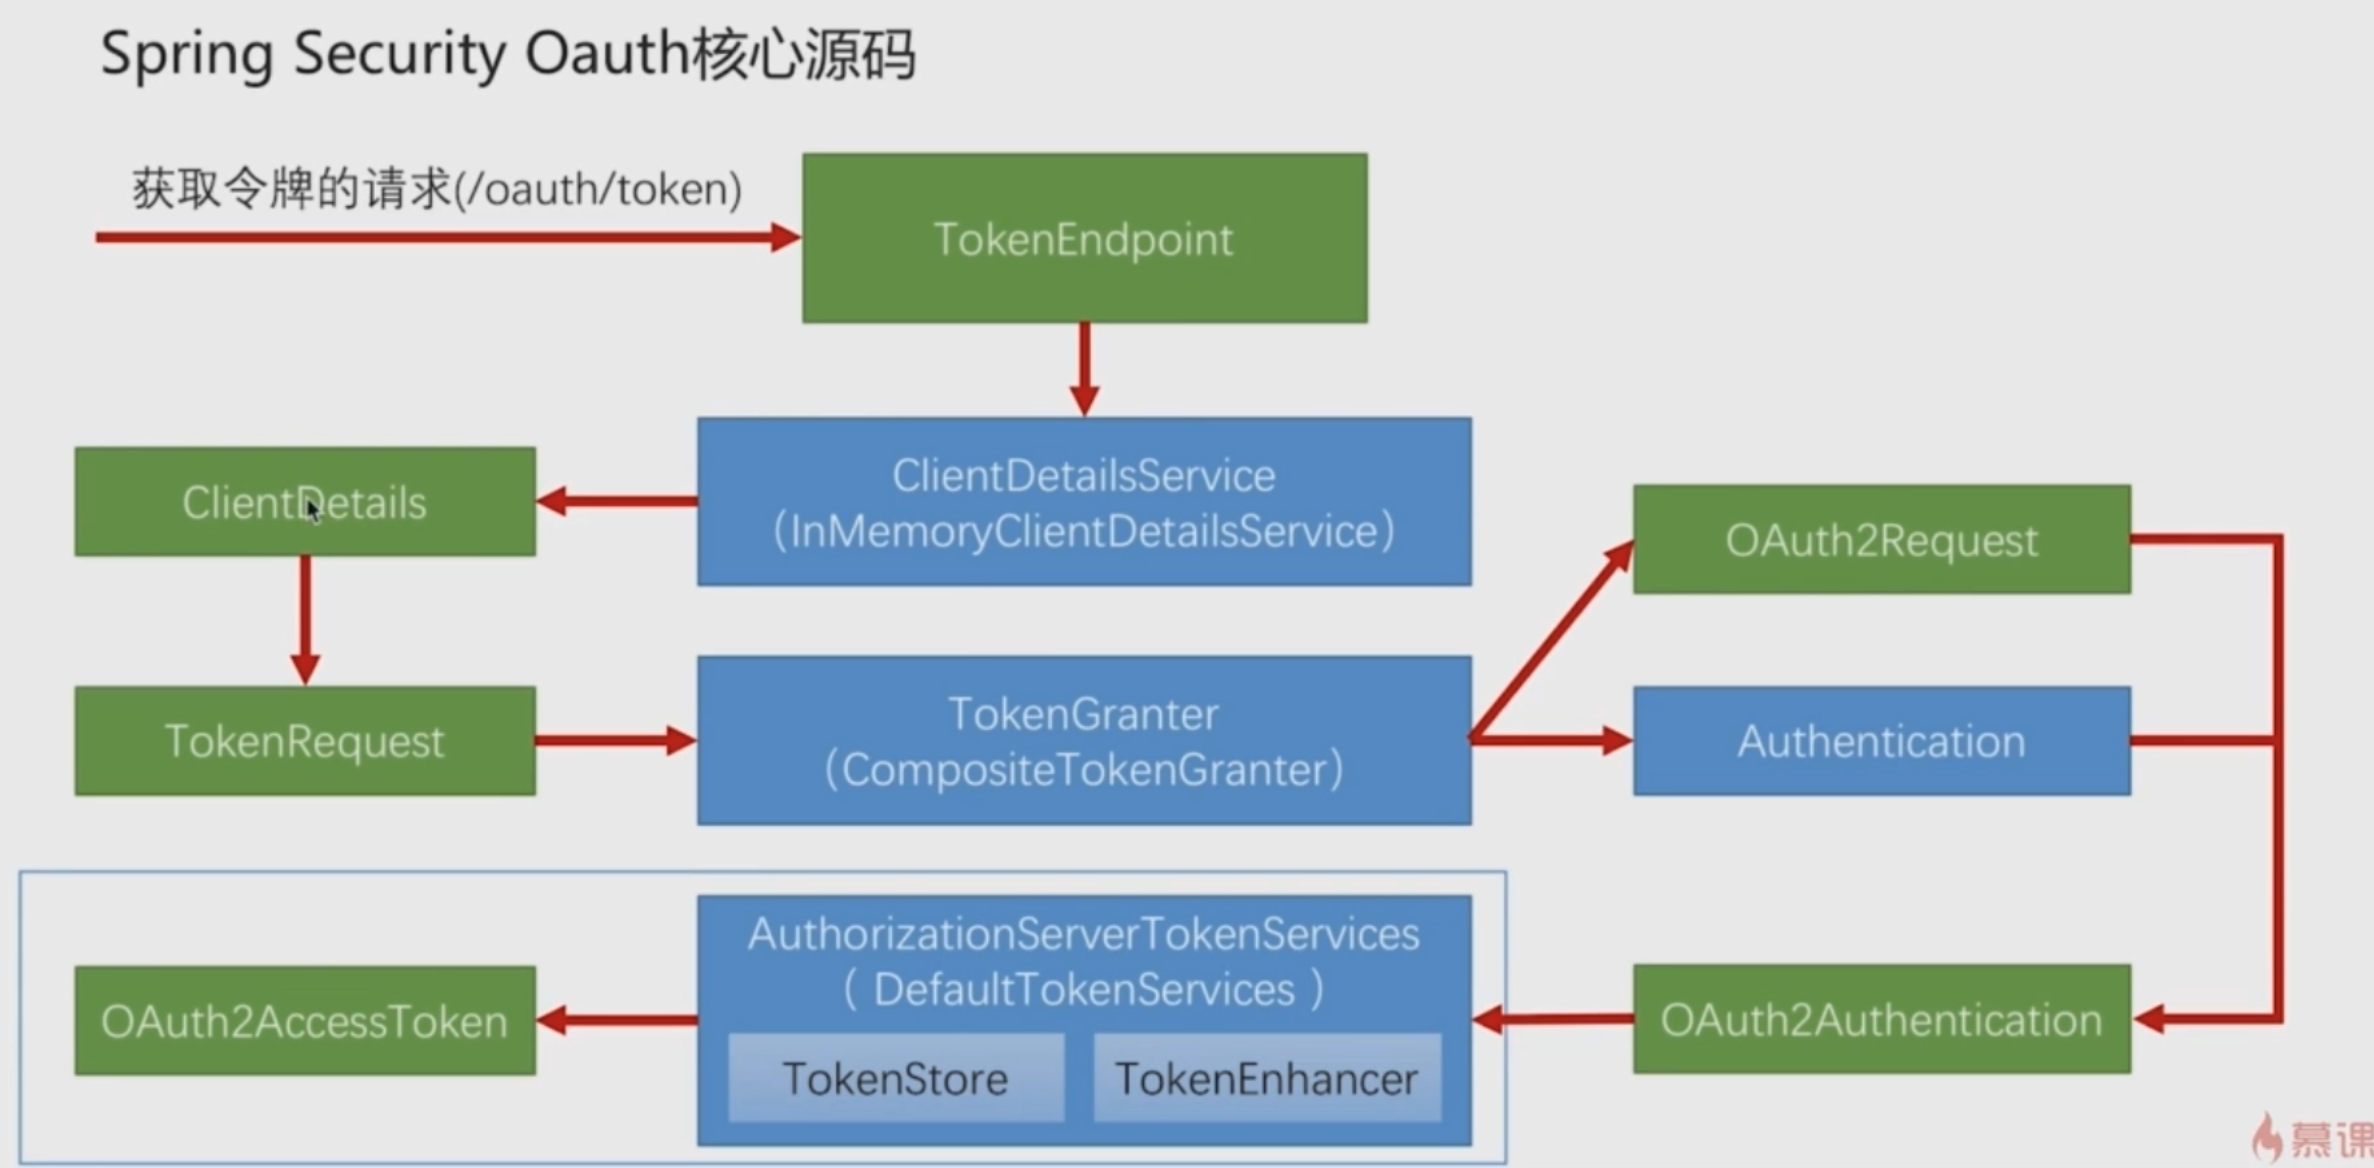 Spring Security Oauth核心源码
获取令牌的请求(/oauth/token)
TokenEndpoint
ClientDetails
ClientDetailsService
（InMemoryClientDetailsService）
OAuth2Request
TokenRequest
TokenGranter
（CompositeTokenGranter）
Authentication
AuthorizationServerTokenServices
（ DefaultTokenServices ）
OAuth2AccessToken
TokenStore
TokenEnhancer
OAuth2Authentication
慕课